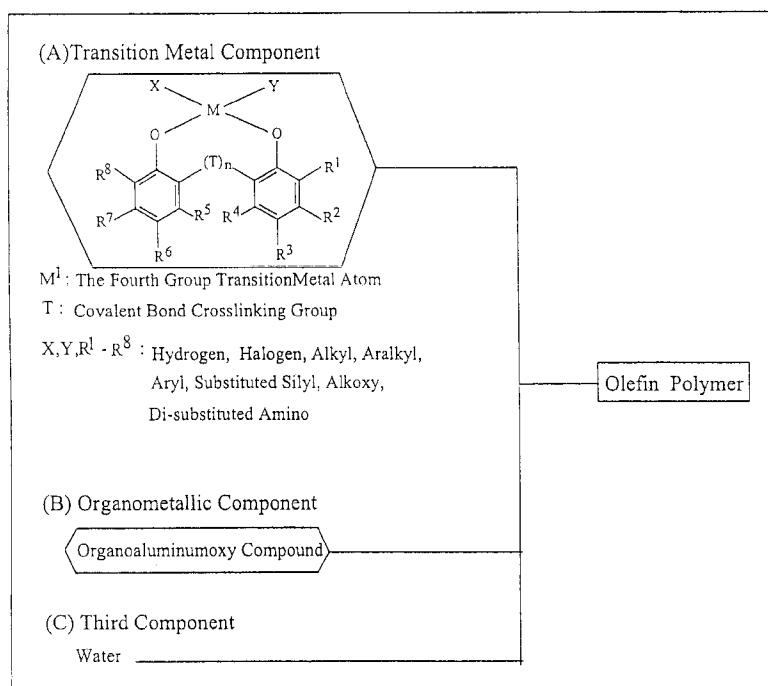 (A)Transition Metal Component
X Y
M
O O
R⁸ (T)n R¹
R⁷ R⁵ R⁴ R²
R⁶ R³
M¹ : The Fourth Group TransitionMetal Atom
T : Covalent Bond Crosslinking Group
X,Y,R¹ - R⁸ : Hydrogen, Halogen, Alkyl, Aralkyl,
Aryl, Substituted Silyl, Alkoxy,
Di-substituted Amino
Olefin Polymer
(B) Organometallic Component
Organoaluminumoxy Compound
(C) Third Component
Water